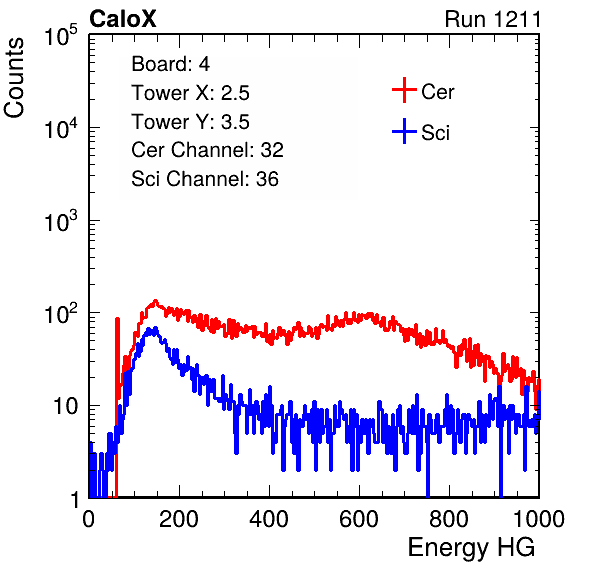 CaloX Run 1211
10^5
10^4
10^3
10^2
10
1
Counts
Board: 4
Tower X: 2.5
Tower Y: 3.5
Cer Channel: 32
Sci Channel: 36
Cer
Sci
0 200 400 600 800 1000
Energy HG